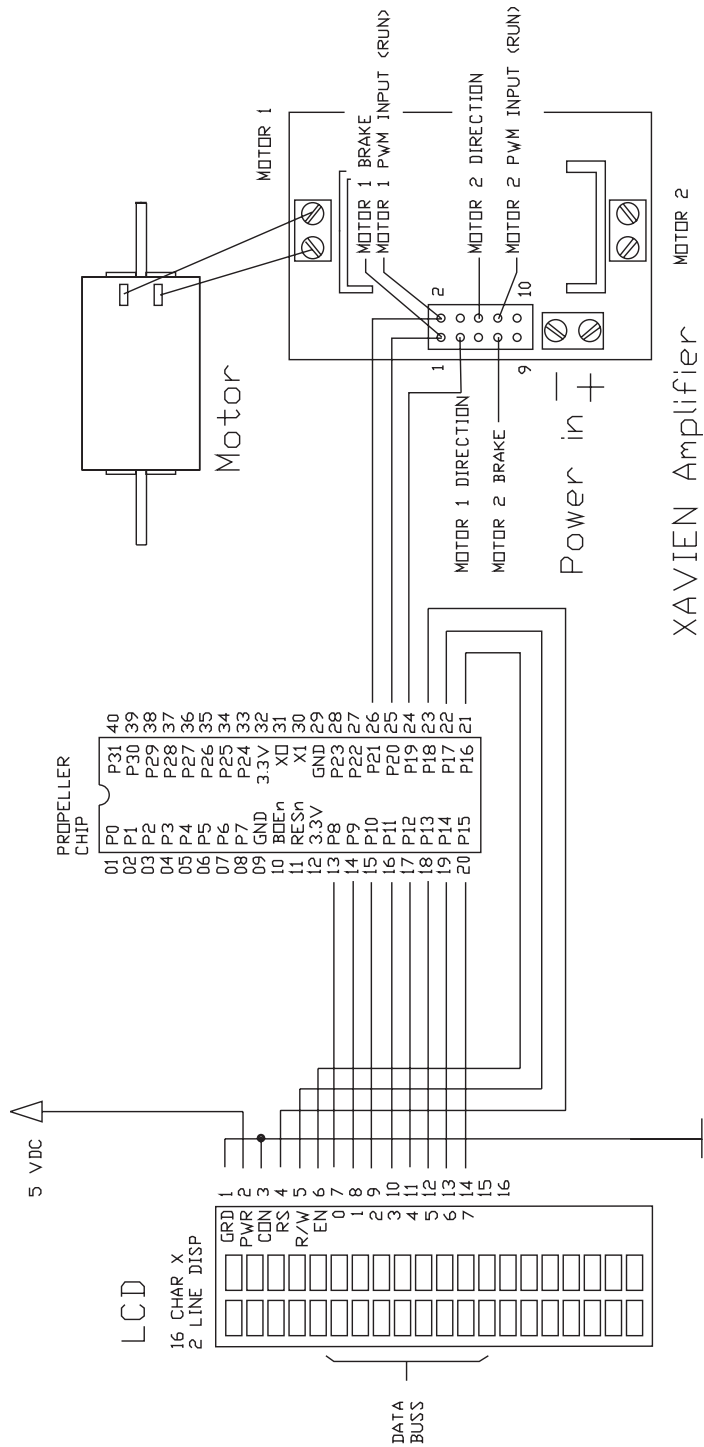 5 VDC
LCD
16 CHAR X
2 LINE DISP
GRD 1
PWR 2
CON 3
RS 4
R/W 5
EN 6
0 7
1 8
2 9
3 10
4 11
5 12
6 13
7 14
15
16
DATA
BUSS
PROPELLER
CHIP
01 P0
02 P1
03 P2
04 P3
05 P4
06 P5
07 P6
08 P7
09 GND
10 BOEn
11 RESn
12 3.3V
13 P8
14 P9
15 P10
16 P11
17 P12
18 P13
19 P14
20 P15
P31 40
P30 39
P29 38
P28 37
P27 36
P26 35
P25 34
P24 33
3.3V 32
XO 31
X1 30
GND 29
P23 28
P22 27
P21 26
P20 25
P19 24
P18 23
P17 22
P16 21
Motor
MOTOR 1
MOTOR 1 BRAKE
MOTOR 1 PWM INPUT (RUN)
MOTOR 2 DIRECTION
MOTOR 2 PWM INPUT (RUN)
1
2
9
10
MOTOR 1 DIRECTION
MOTOR 2 BRAKE
Power in - +
MOTOR 2
XAVIEN Amplifier